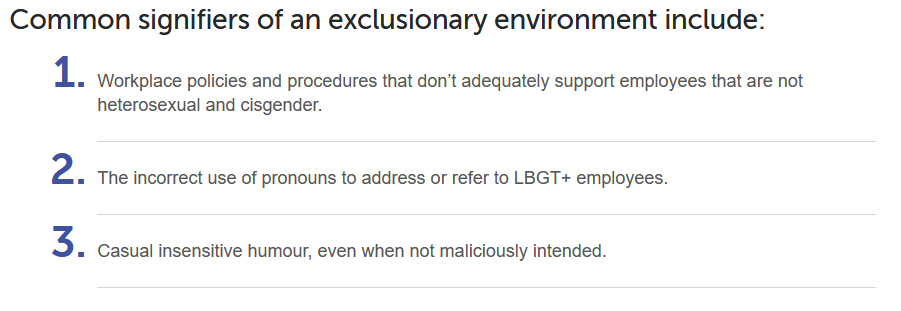 Common signifiers of an exclusionary environment include:
1. Workplace policies and procedures that don't adequately support employees that are not
heterosexual and cisgender.
2. The incorrect use of pronouns to address or refer to LBGT+ employees.
3. Casual insensitive humour, even when not maliciously intended.